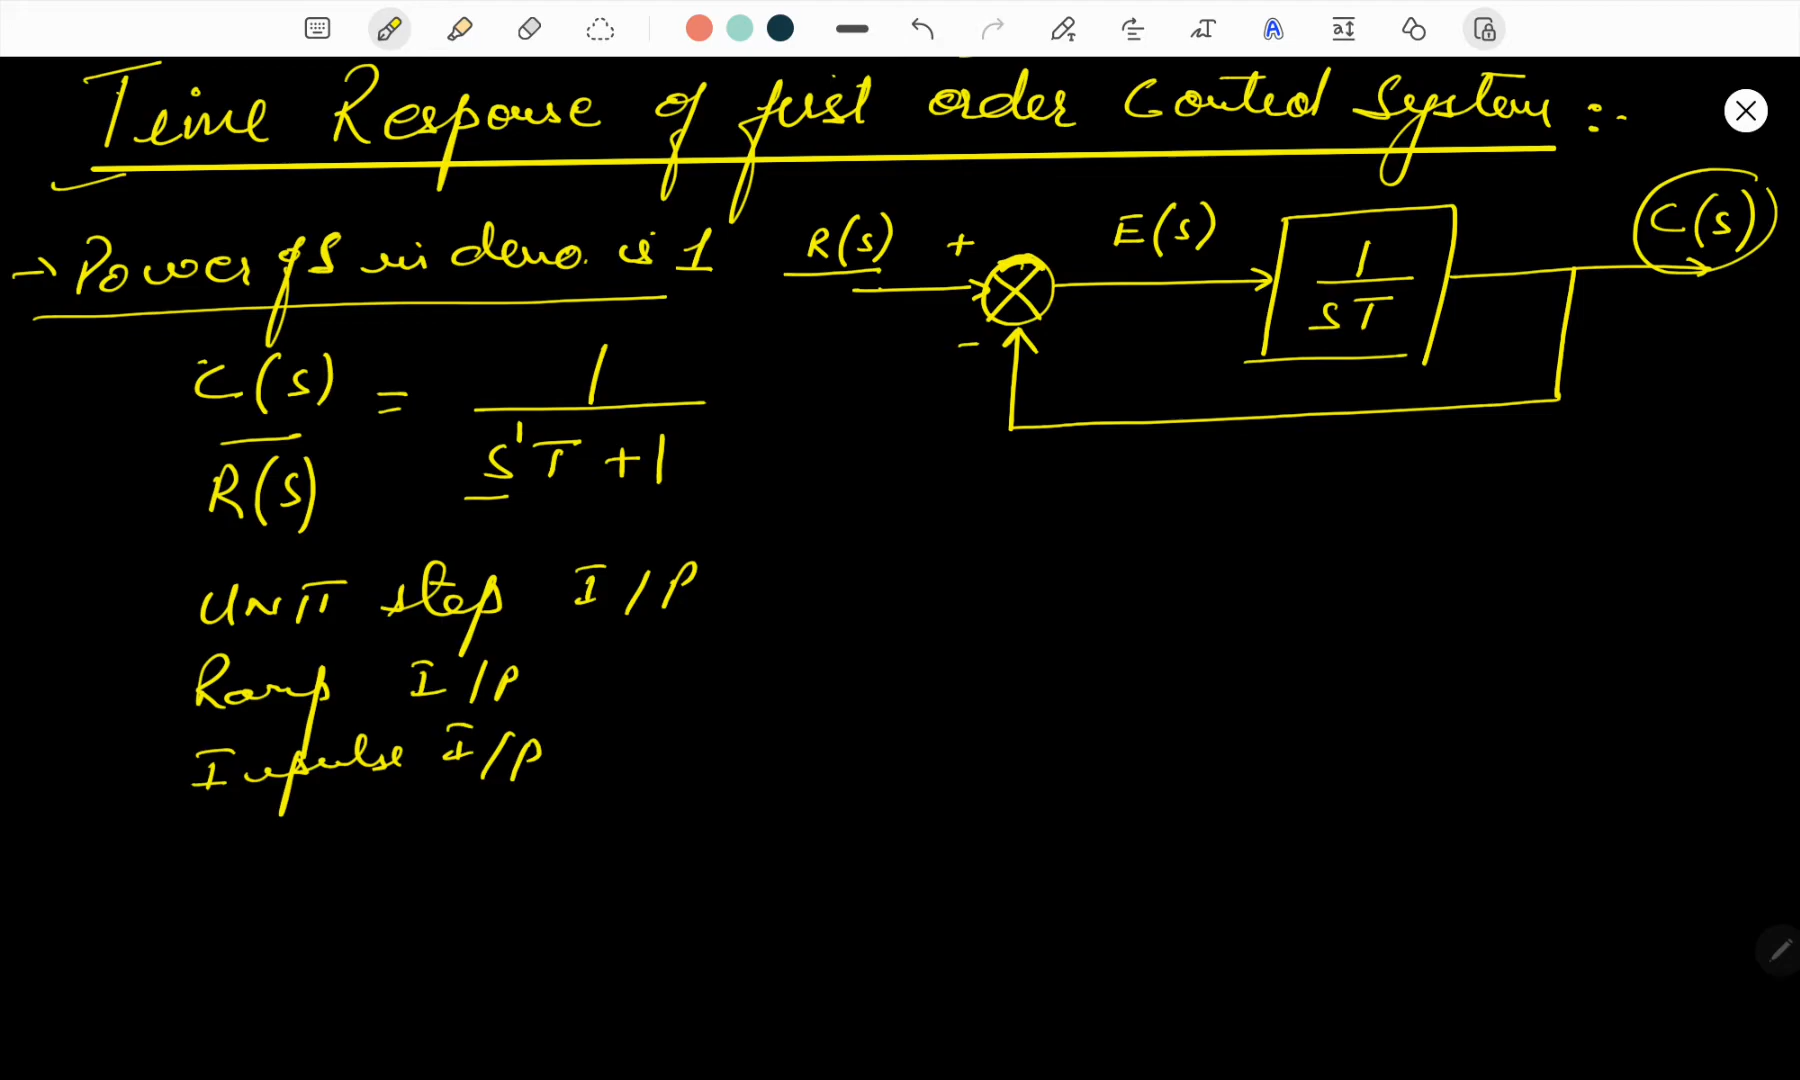 Time Response of first order Control System :-
→ Power of S in deno. is 1
R(s) + E(s) 1 C(s)
sT
-
C(s) = 1
R(s) s¹T + 1
UNIT step I/P
Ramp I/P
Impulse I/P